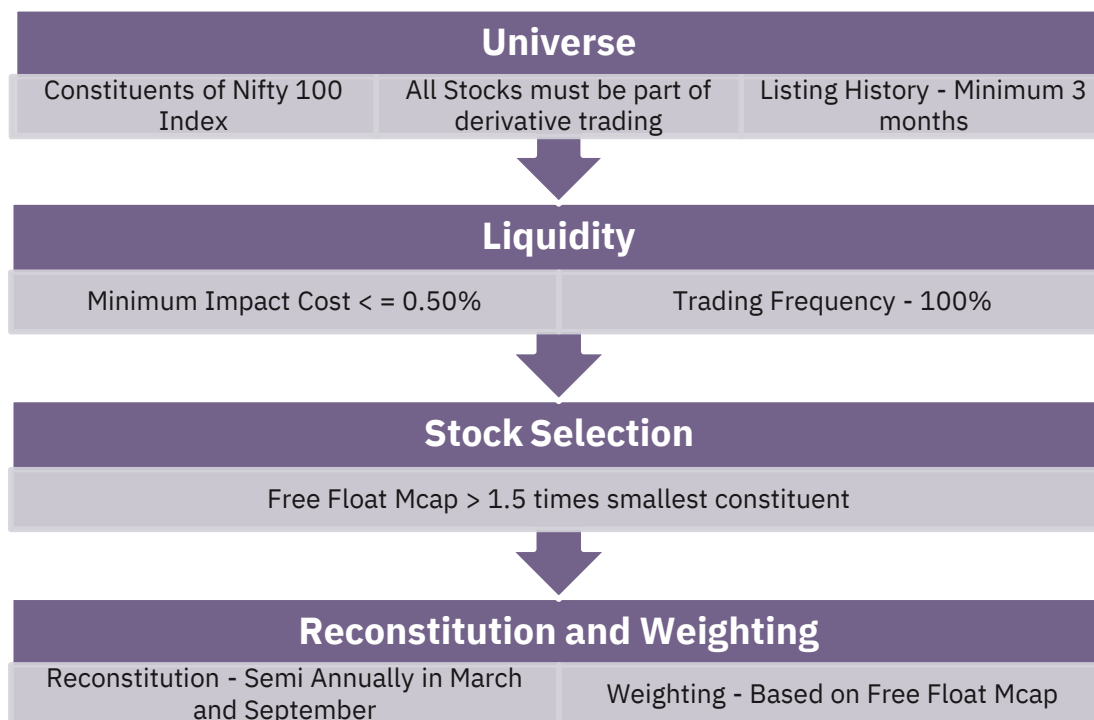 Universe
Constituents of Nifty 100
Index
All Stocks must be part of
derivative trading
Listing History - Minimum 3
months
Liquidity
Minimum Impact Cost < = 0.50%
Trading Frequency - 100%
Stock Selection
Free Float Mcap > 1.5 times smallest constituent
Reconstitution and Weighting
Reconstitution - Semi Annually in March
and September
Weighting - Based on Free Float Mcap